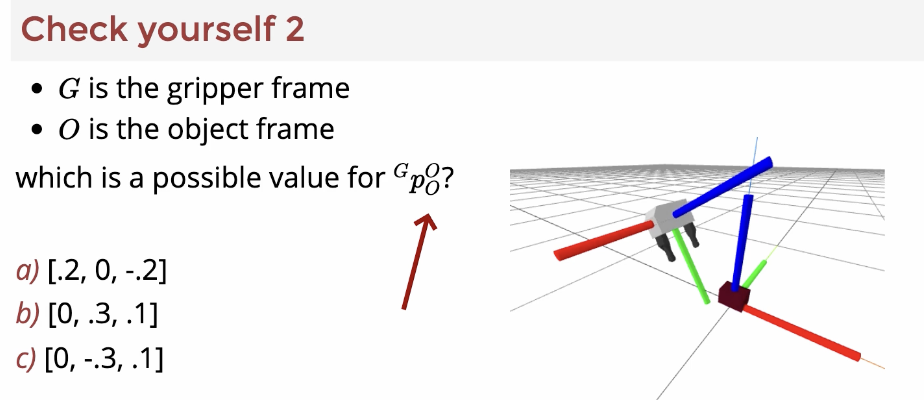 Check yourself 2
• G is the gripper frame
• O is the object frame
which is a possible value for ᴳp_O^O?
a) [.2, 0, -.2]
b) [0, .3, .1]
c) [0, -.3, .1]